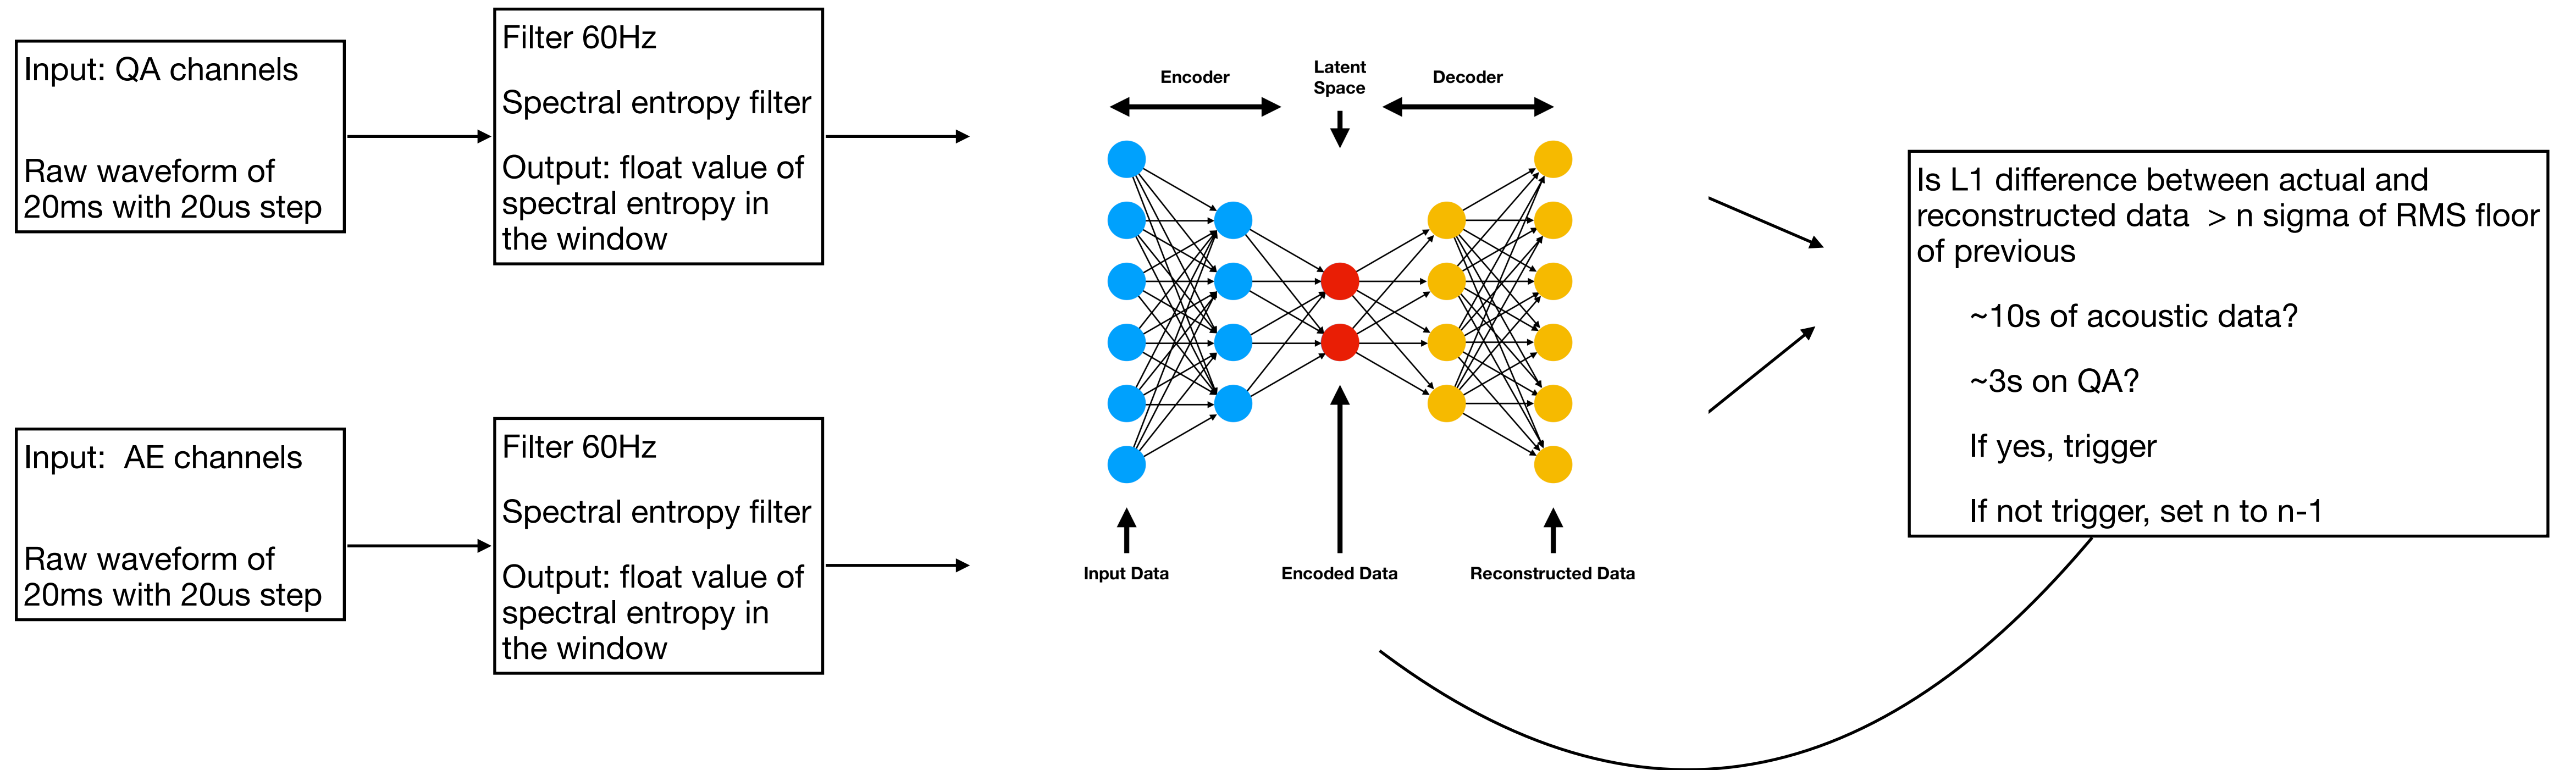 Input: QA channels
Raw waveform of
20ms with 20us step
Filter 60Hz
Spectral entropy filter
Output: float value of
spectral entropy in
the window
Input:  AE channels
Raw waveform of
20ms with 20us step
Filter 60Hz
Spectral entropy filter
Output: float value of
spectral entropy in
the window
Encoder
Latent
Space
Decoder
Input Data
Encoded Data
Reconstructed Data
Is L1 difference between actual and
reconstructed data  > n sigma of RMS floor
of previous
~10s of acoustic data?
~3s on QA?
If yes, trigger
If not trigger, set n to n-1